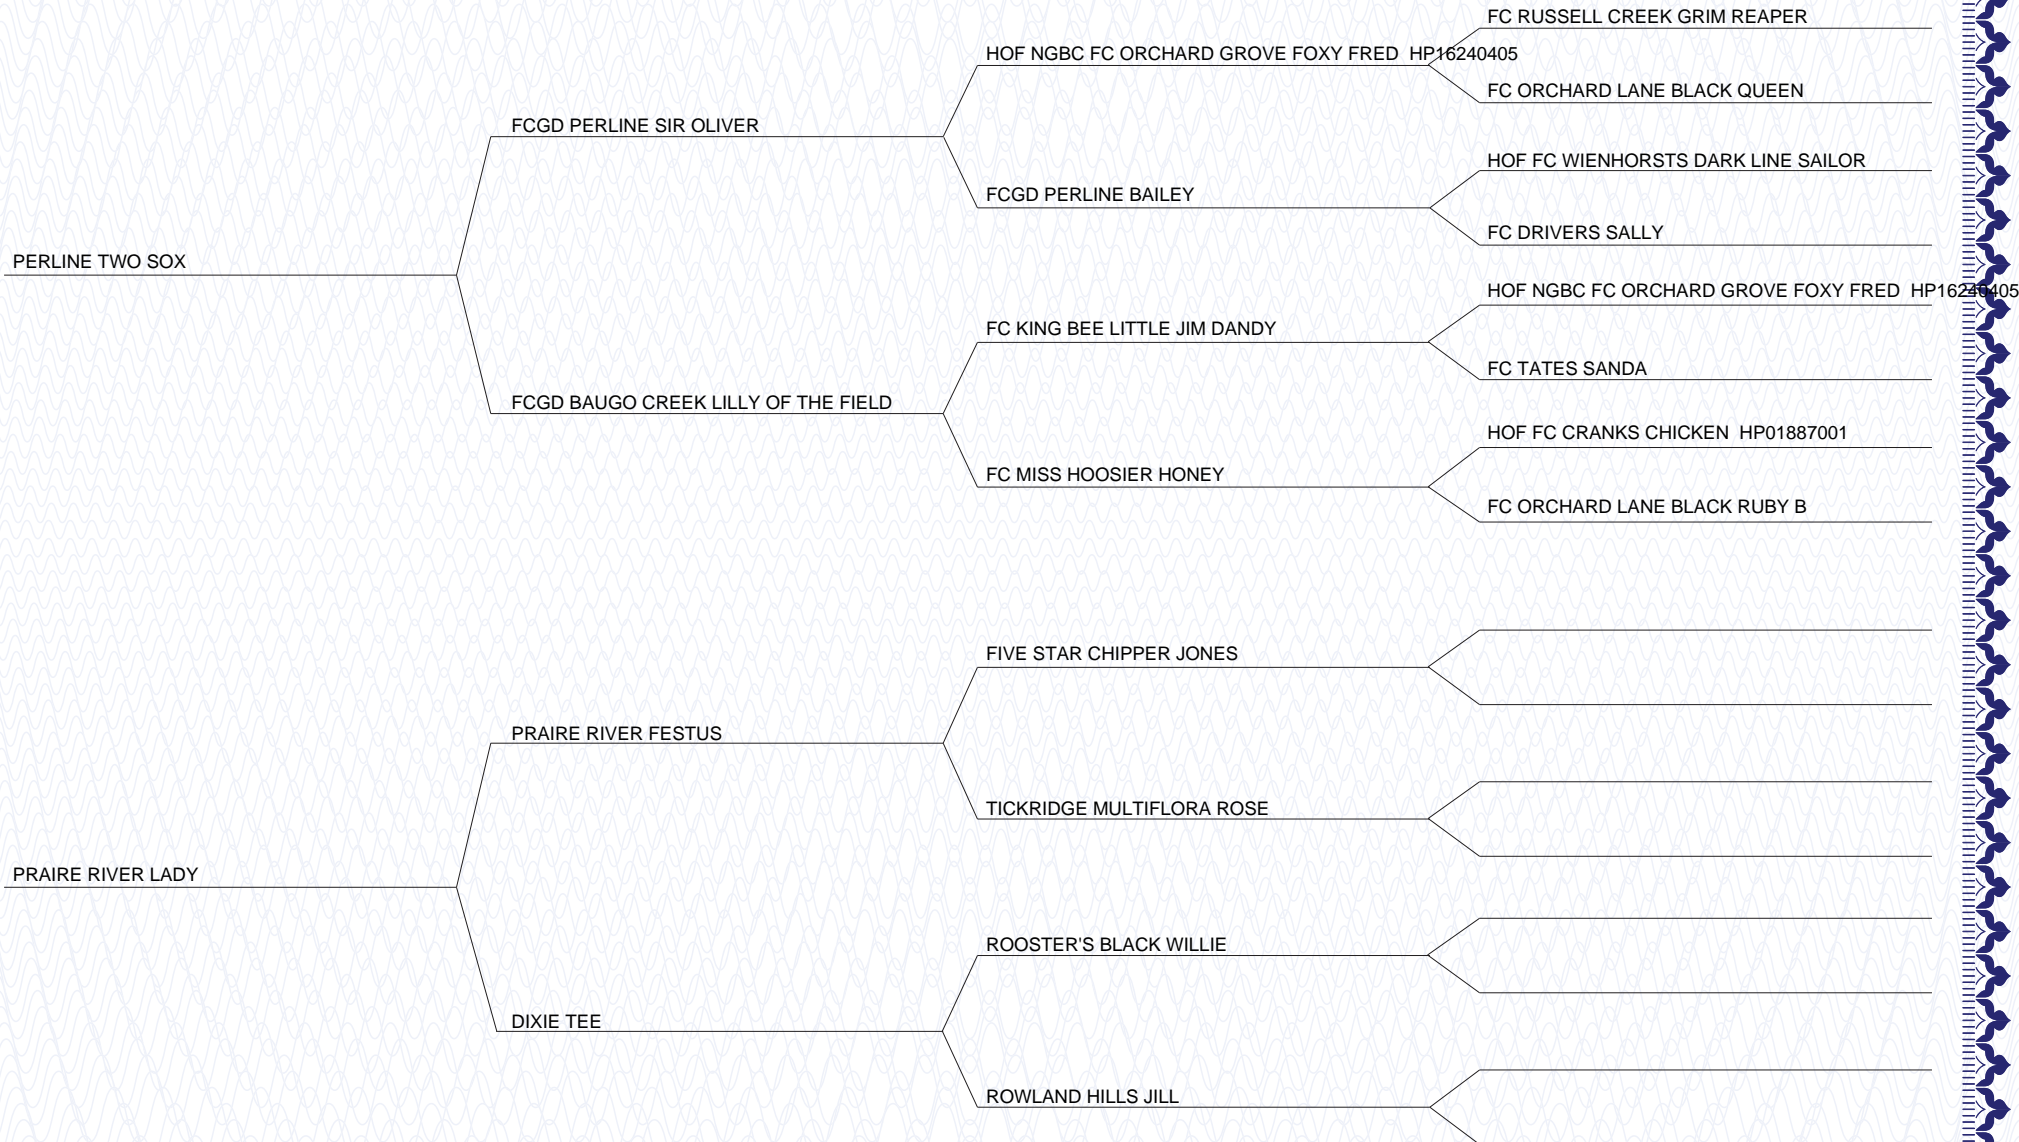 FC RUSSELL CREEK GRIM REAPER
HOF NGBC FC ORCHARD GROVE FOXY FRED HP16240405
FC ORCHARD LANE BLACK QUEEN
FCGD PERLINE SIR OLIVER
HOF FC WIENHORSTS DARK LINE SAILOR
FCGD PERLINE BAILEY
FC DRIVERS SALLY
PERLINE TWO SOX
HOF NGBC FC ORCHARD GROVE FOXY FRED HP16240405
FC KING BEE LITTLE JIM DANDY
FC TATES SANDA
FCGD BAUGO CREEK LILLY OF THE FIELD
HOF FC CRANKS CHICKEN HP01887001
FC MISS HOOSIER HONEY
FC ORCHARD LANE BLACK RUBY B
FIVE STAR CHIPPER JONES
PRAIRE RIVER FESTUS
TICKRIDGE MULTIFLORA ROSE
PRAIRE RIVER LADY
ROOSTER'S BLACK WILLIE
DIXIE TEE
ROWLAND HILLS JILL